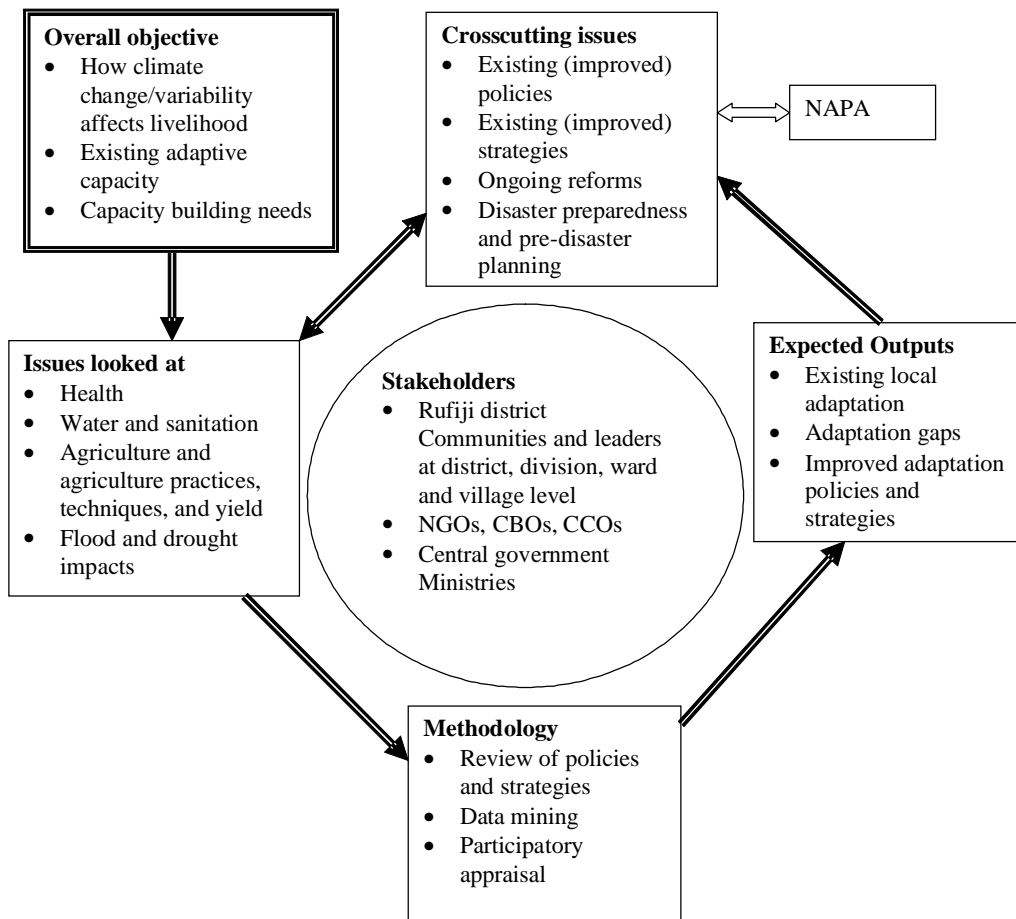 Overall objective
• How climate
change/variability
affects livelihood
• Existing adaptive
capacity
• Capacity building needs
Crosscutting issues
• Existing (improved)
policies
• Existing (improved)
strategies
• Ongoing reforms
• Disaster preparedness
and pre-disaster
planning
NAPA
Issues looked at
• Health
• Water and sanitation
• Agriculture and
agriculture practices,
techniques, and yield
• Flood and drought
impacts
Stakeholders
• Rufiji district
Communities and leaders
at district, division, ward
and village level
• NGOs, CBOs, CCOs
• Central government
Ministries
Expected Outputs
• Existing local
adaptation
• Adaptation gaps
• Improved adaptation
policies and
strategies
Methodology
• Review of policies
and strategies
• Data mining
• Participatory
appraisal